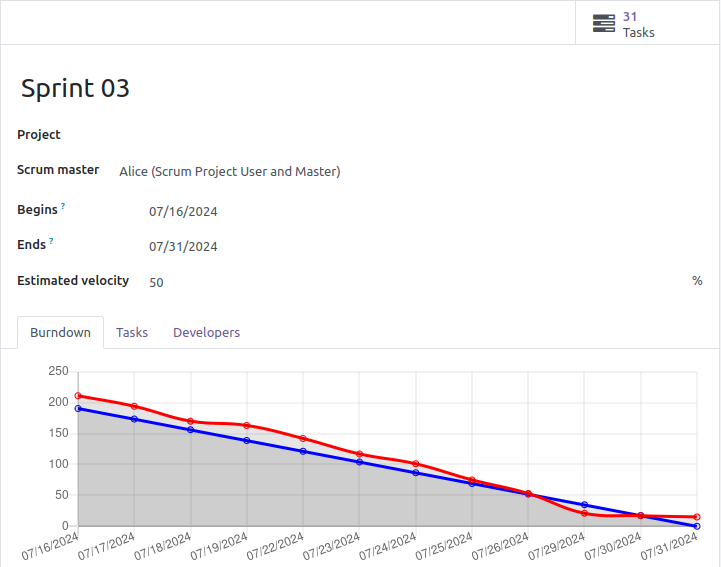 31
Tasks
Sprint 03
Project
Scrum master Alice (Scrum Project User and Master)
Begins ? 07/16/2024
Ends ? 07/31/2024
Estimated velocity 50 %
Burndown Tasks Developers
250
200
150
100
50
0
07/16/2024 07/17/2024 07/18/2024 07/19/2024 07/22/2024 07/23/2024 07/24/2024 07/25/2024 07/26/2024 07/29/2024 07/30/2024 07/31/2024